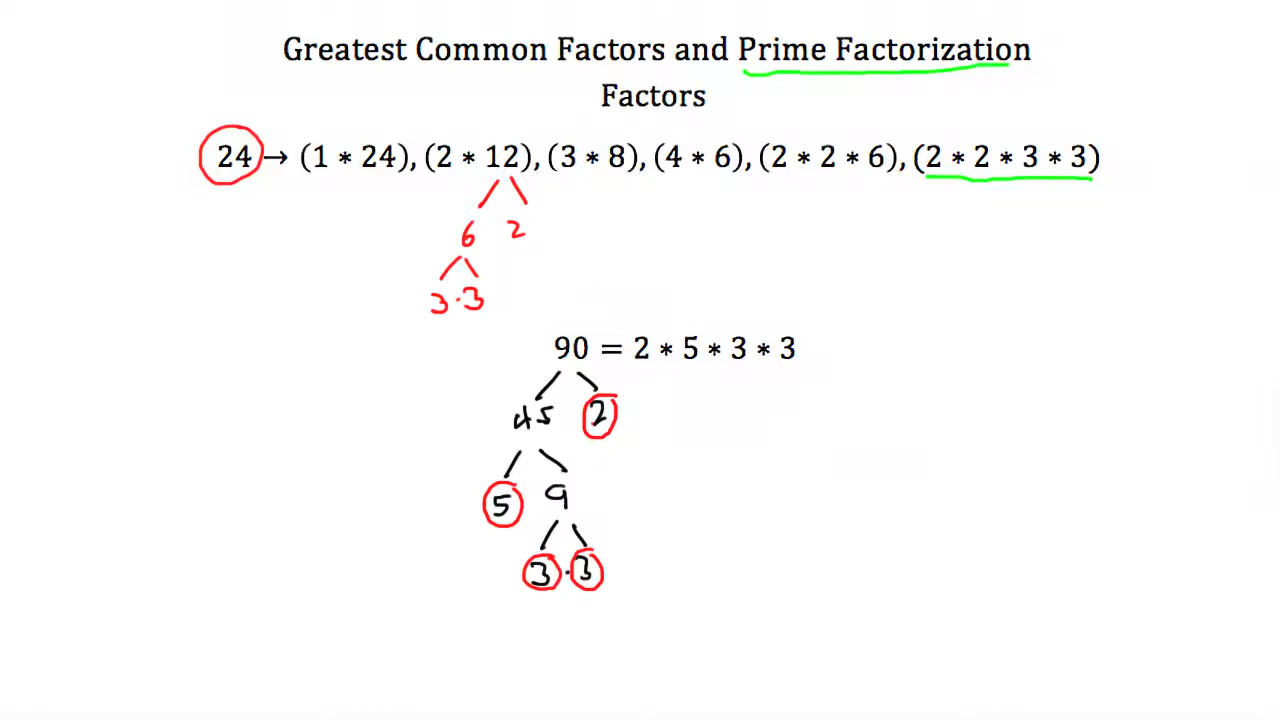 Greatest Common Factors and Prime Factorization
Factors
24 → (1 ∗ 24), (2 ∗ 12), (3 ∗ 8), (4 ∗ 6), (2 ∗ 2 ∗ 6), (2 ∗ 2 ∗ 3 ∗ 3)
6 2
3 · 3
90 = 2 ∗ 5 ∗ 3 ∗ 3
45 2
5 9
3 · 3